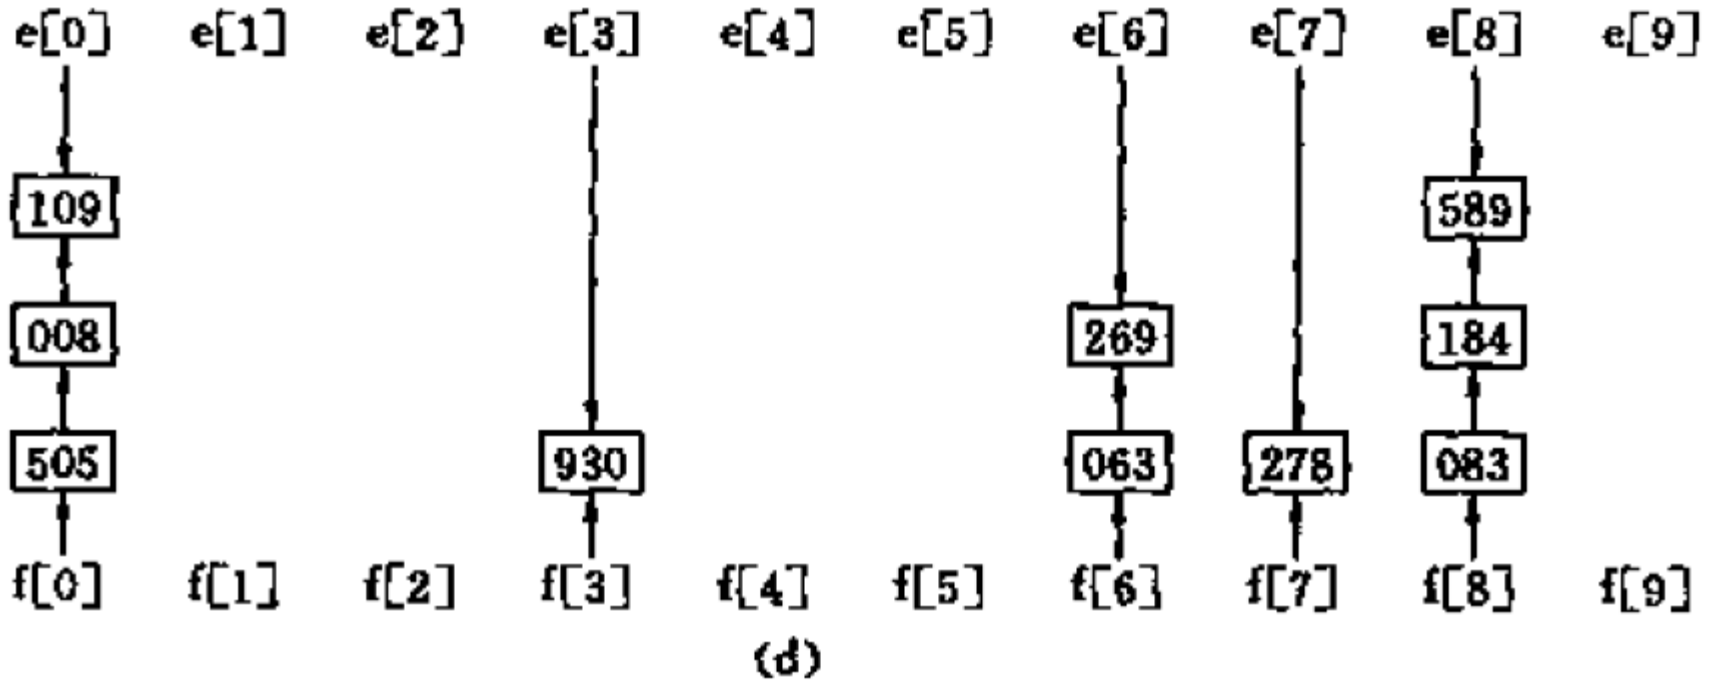 e[0] e[1] e[2] e[3] e[4] e[5] e[6] e[7] e[8] e[9]
109 589
008 269 184
505 930 063 278 083
f[0] f[1] f[2] f[3] f[4] f[5] f[6] f[7] f[8] f[9]
(d)